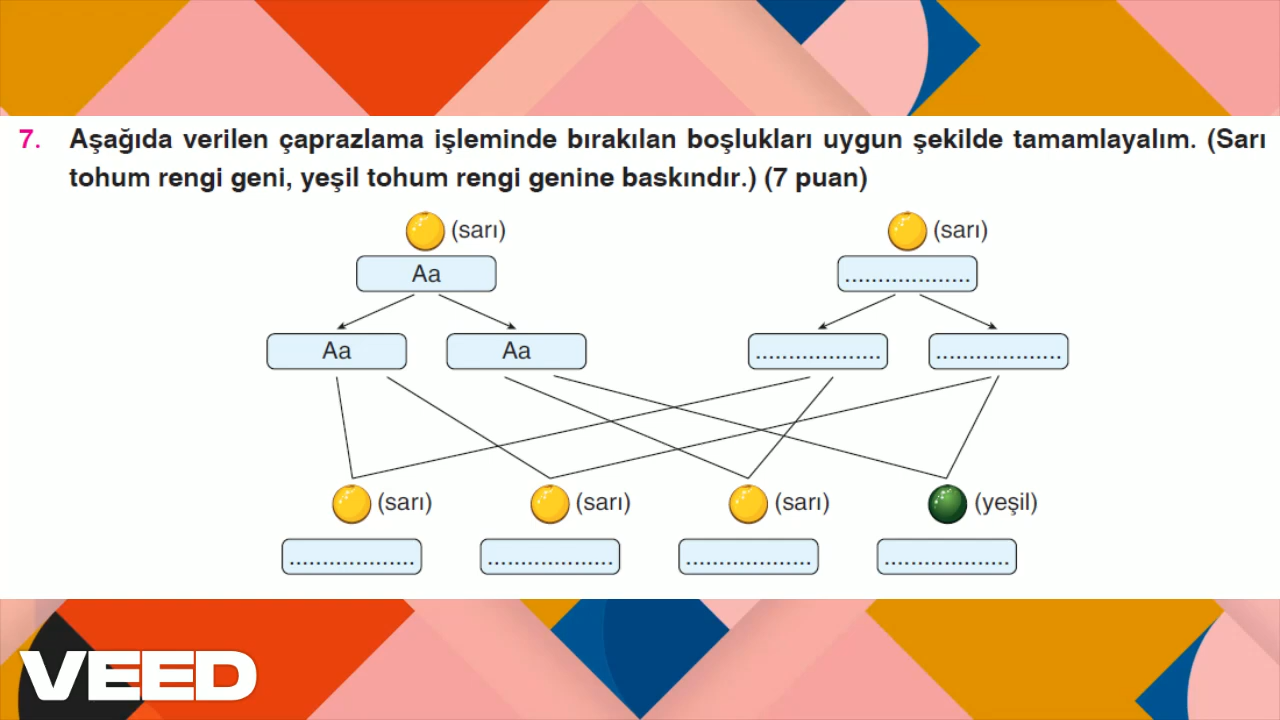 7. Aşağıda verilen çaprazlama işleminde bırakılan boşlukları uygun şekilde tamamlayalım. (Sarı
tohum rengi geni, yeşil tohum rengi genine baskındır.) (7 puan)
(sarı) (sarı)
Aa ...................
Aa Aa ................... ...................
(sarı) (sarı) (sarı) (yeşil)
................... ................... ................... ...................
VEED